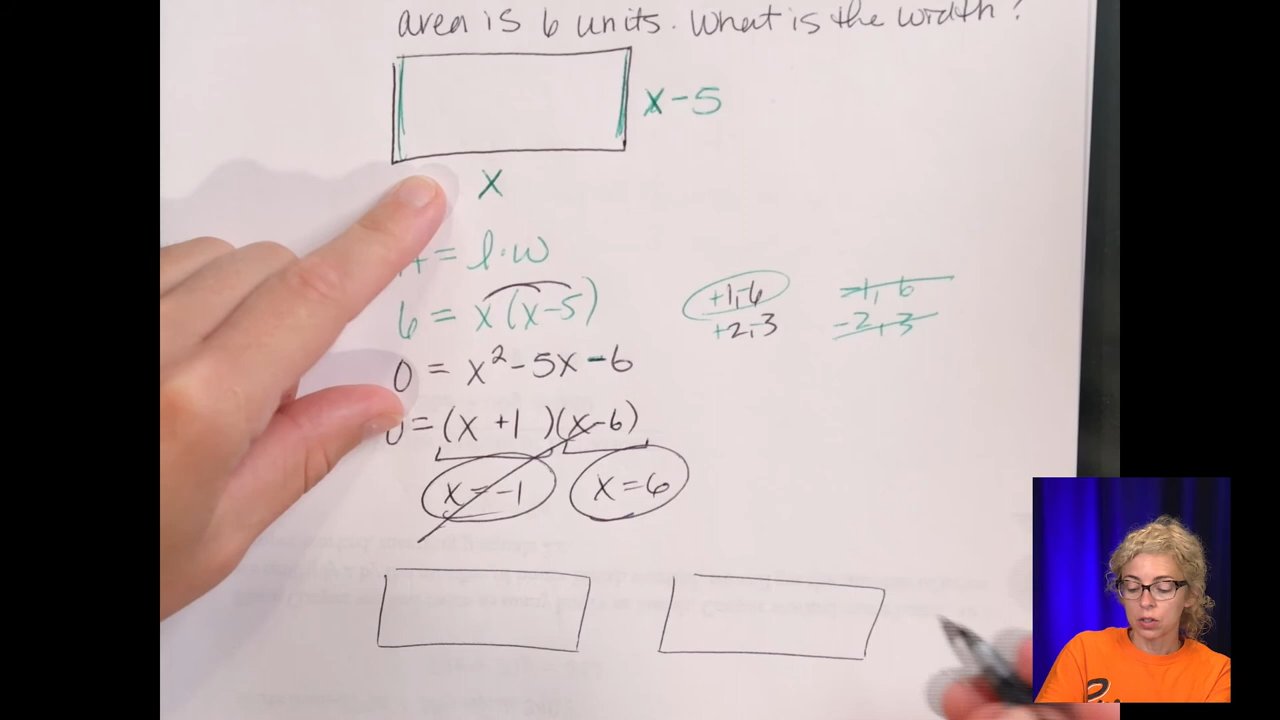 area is 6 units. What is the width?
x-5
x
= l·w
6 = x(x-5)
+1,-6
-1, 6
+2,-3
-2, 3
0 = x²-5x-6
0=(x +1 )(x-6)
x=-1
x=6